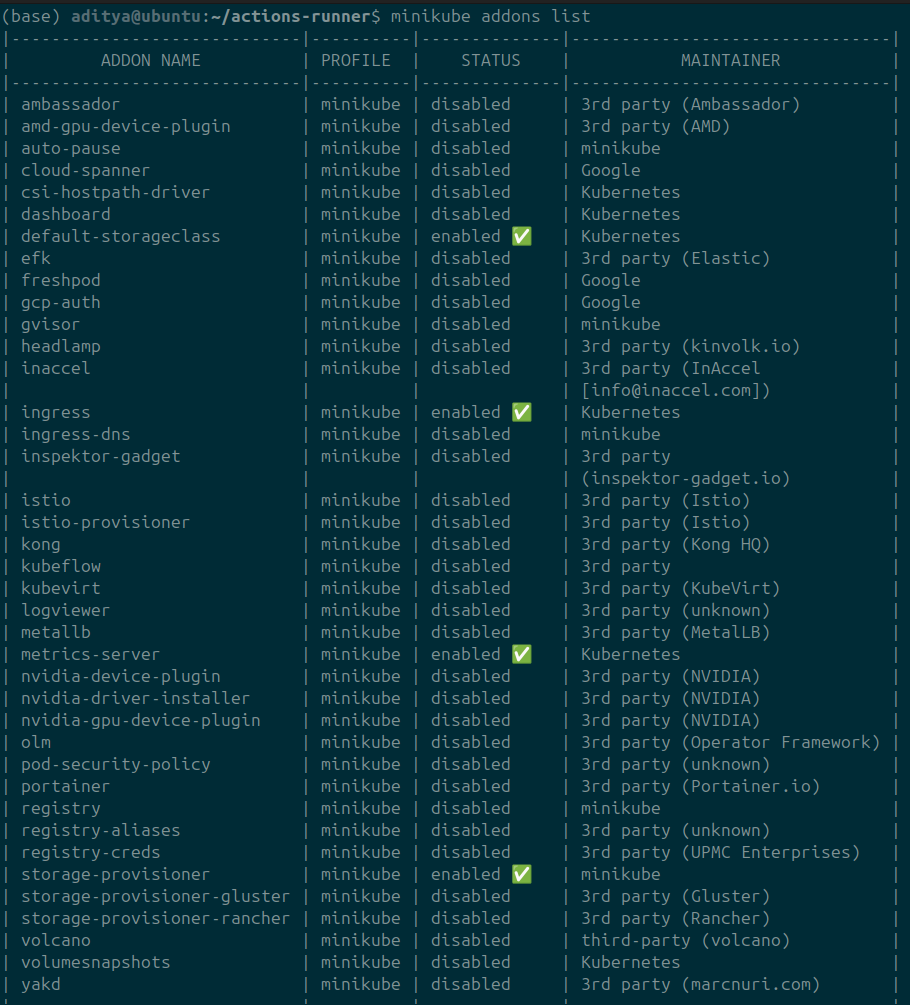 (base) aditya@ubuntu:~/actions-runner$ minikube addons list
|-----------------------------|----------|--------------|--------------------------------|
|         ADDON NAME          | PROFILE  |    STATUS    |           MAINTAINER           |
|-----------------------------|----------|--------------|--------------------------------|
| ambassador                  | minikube | disabled     | 3rd party (Ambassador)         |
| amd-gpu-device-plugin       | minikube | disabled     | 3rd party (AMD)                |
| auto-pause                  | minikube | disabled     | minikube                       |
| cloud-spanner               | minikube | disabled     | Google                         |
| csi-hostpath-driver         | minikube | disabled     | Kubernetes                     |
| dashboard                   | minikube | disabled     | Kubernetes                     |
| default-storageclass        | minikube | enabled ✅   | Kubernetes                     |
| efk                         | minikube | disabled     | 3rd party (Elastic)            |
| freshpod                    | minikube | disabled     | Google                         |
| gcp-auth                    | minikube | disabled     | Google                         |
| gvisor                      | minikube | disabled     | minikube                       |
| headlamp                    | minikube | disabled     | 3rd party (kinvolk.io)         |
| inaccel                     | minikube | disabled     | 3rd party (InAccel             |
|                             |          |              | [info@inaccel.com])            |
| ingress                     | minikube | enabled ✅   | Kubernetes                     |
| ingress-dns                 | minikube | disabled     | minikube                       |
| inspektor-gadget            | minikube | disabled     | 3rd party                      |
|                             |          |              | (inspektor-gadget.io)          |
| istio                       | minikube | disabled     | 3rd party (Istio)              |
| istio-provisioner           | minikube | disabled     | 3rd party (Istio)              |
| kong                        | minikube | disabled     | 3rd party (Kong HQ)            |
| kubeflow                    | minikube | disabled     | 3rd party                      |
| kubevirt                    | minikube | disabled     | 3rd party (KubeVirt)           |
| logviewer                   | minikube | disabled     | 3rd party (unknown)            |
| metallb                     | minikube | disabled     | 3rd party (MetalLB)            |
| metrics-server              | minikube | enabled ✅   | Kubernetes                     |
| nvidia-device-plugin        | minikube | disabled     | 3rd party (NVIDIA)             |
| nvidia-driver-installer     | minikube | disabled     | 3rd party (NVIDIA)             |
| nvidia-gpu-device-plugin    | minikube | disabled     | 3rd party (NVIDIA)             |
| olm                         | minikube | disabled     | 3rd party (Operator Framework) |
| pod-security-policy         | minikube | disabled     | 3rd party (unknown)            |
| portainer                   | minikube | disabled     | 3rd party (Portainer.io)       |
| registry                    | minikube | disabled     | minikube                       |
| registry-aliases            | minikube | disabled     | 3rd party (unknown)            |
| registry-creds              | minikube | disabled     | 3rd party (UPMC Enterprises)   |
| storage-provisioner         | minikube | enabled ✅   | minikube                       |
| storage-provisioner-gluster | minikube | disabled     | 3rd party (Gluster)            |
| storage-provisioner-rancher | minikube | disabled     | 3rd party (Rancher)            |
| volcano                     | minikube | disabled     | third-party (volcano)          |
| volumesnapshots             | minikube | disabled     | Kubernetes                     |
| yakd                        | minikube | disabled     | 3rd party (marcnuri.com)       |